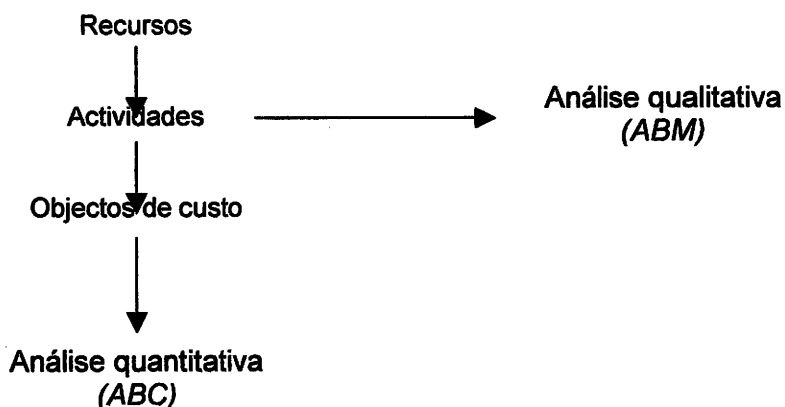 Recursos
Actividades
Análise qualitativa
(ABM)
Objectos de custo
Análise quantitativa
(ABC)